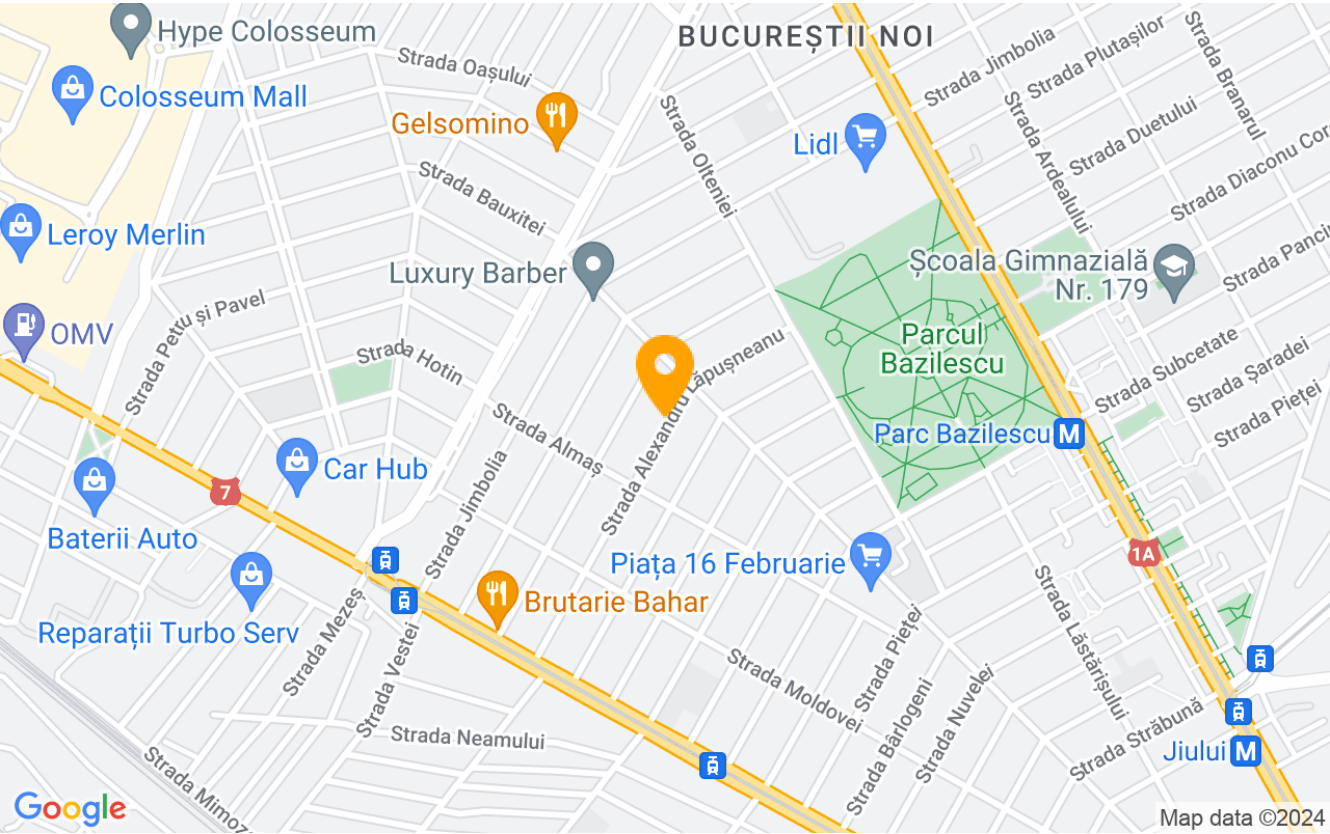 Hype Colosseum
BUCUREȘTII NOI
Strada Jimbolia
Strada Plutașilor
Strada Branarul
Strada Oașului
Colosseum Mall
Gelsomino
Strada Olteniei
Lidl
Strada Ardealului
Strada Duetului
Strada Diaconu Cor
Strada Bauxitei
Leroy Merlin
Luxury Barber
Școala Gimnazială
Nr. 179
Strada Panciu
OMV
Strada Petru și Pavel
Strada Hotin
Strada Alexandru Lăpușneanu
Parcul
Bazilescu
Strada Subcetate
Strada Șaradei
Strada Pieței
Strada Almaș
Parc Bazilescu M
Car Hub
7
Strada Jimbolia
Baterii Auto
Piața 16 Februarie
1A
Brutarie Bahar
Reparații Turbo Serv
Strada Mezeș
Strada Vestei
Strada Moldovei
Strada Pieței
Strada Bârlogeni
Strada Nuvelei
Strada Lăstărișului
Strada Străbună
Jiului M
Strada Neamului
Strada Mimoz
Google
Map data ©2024